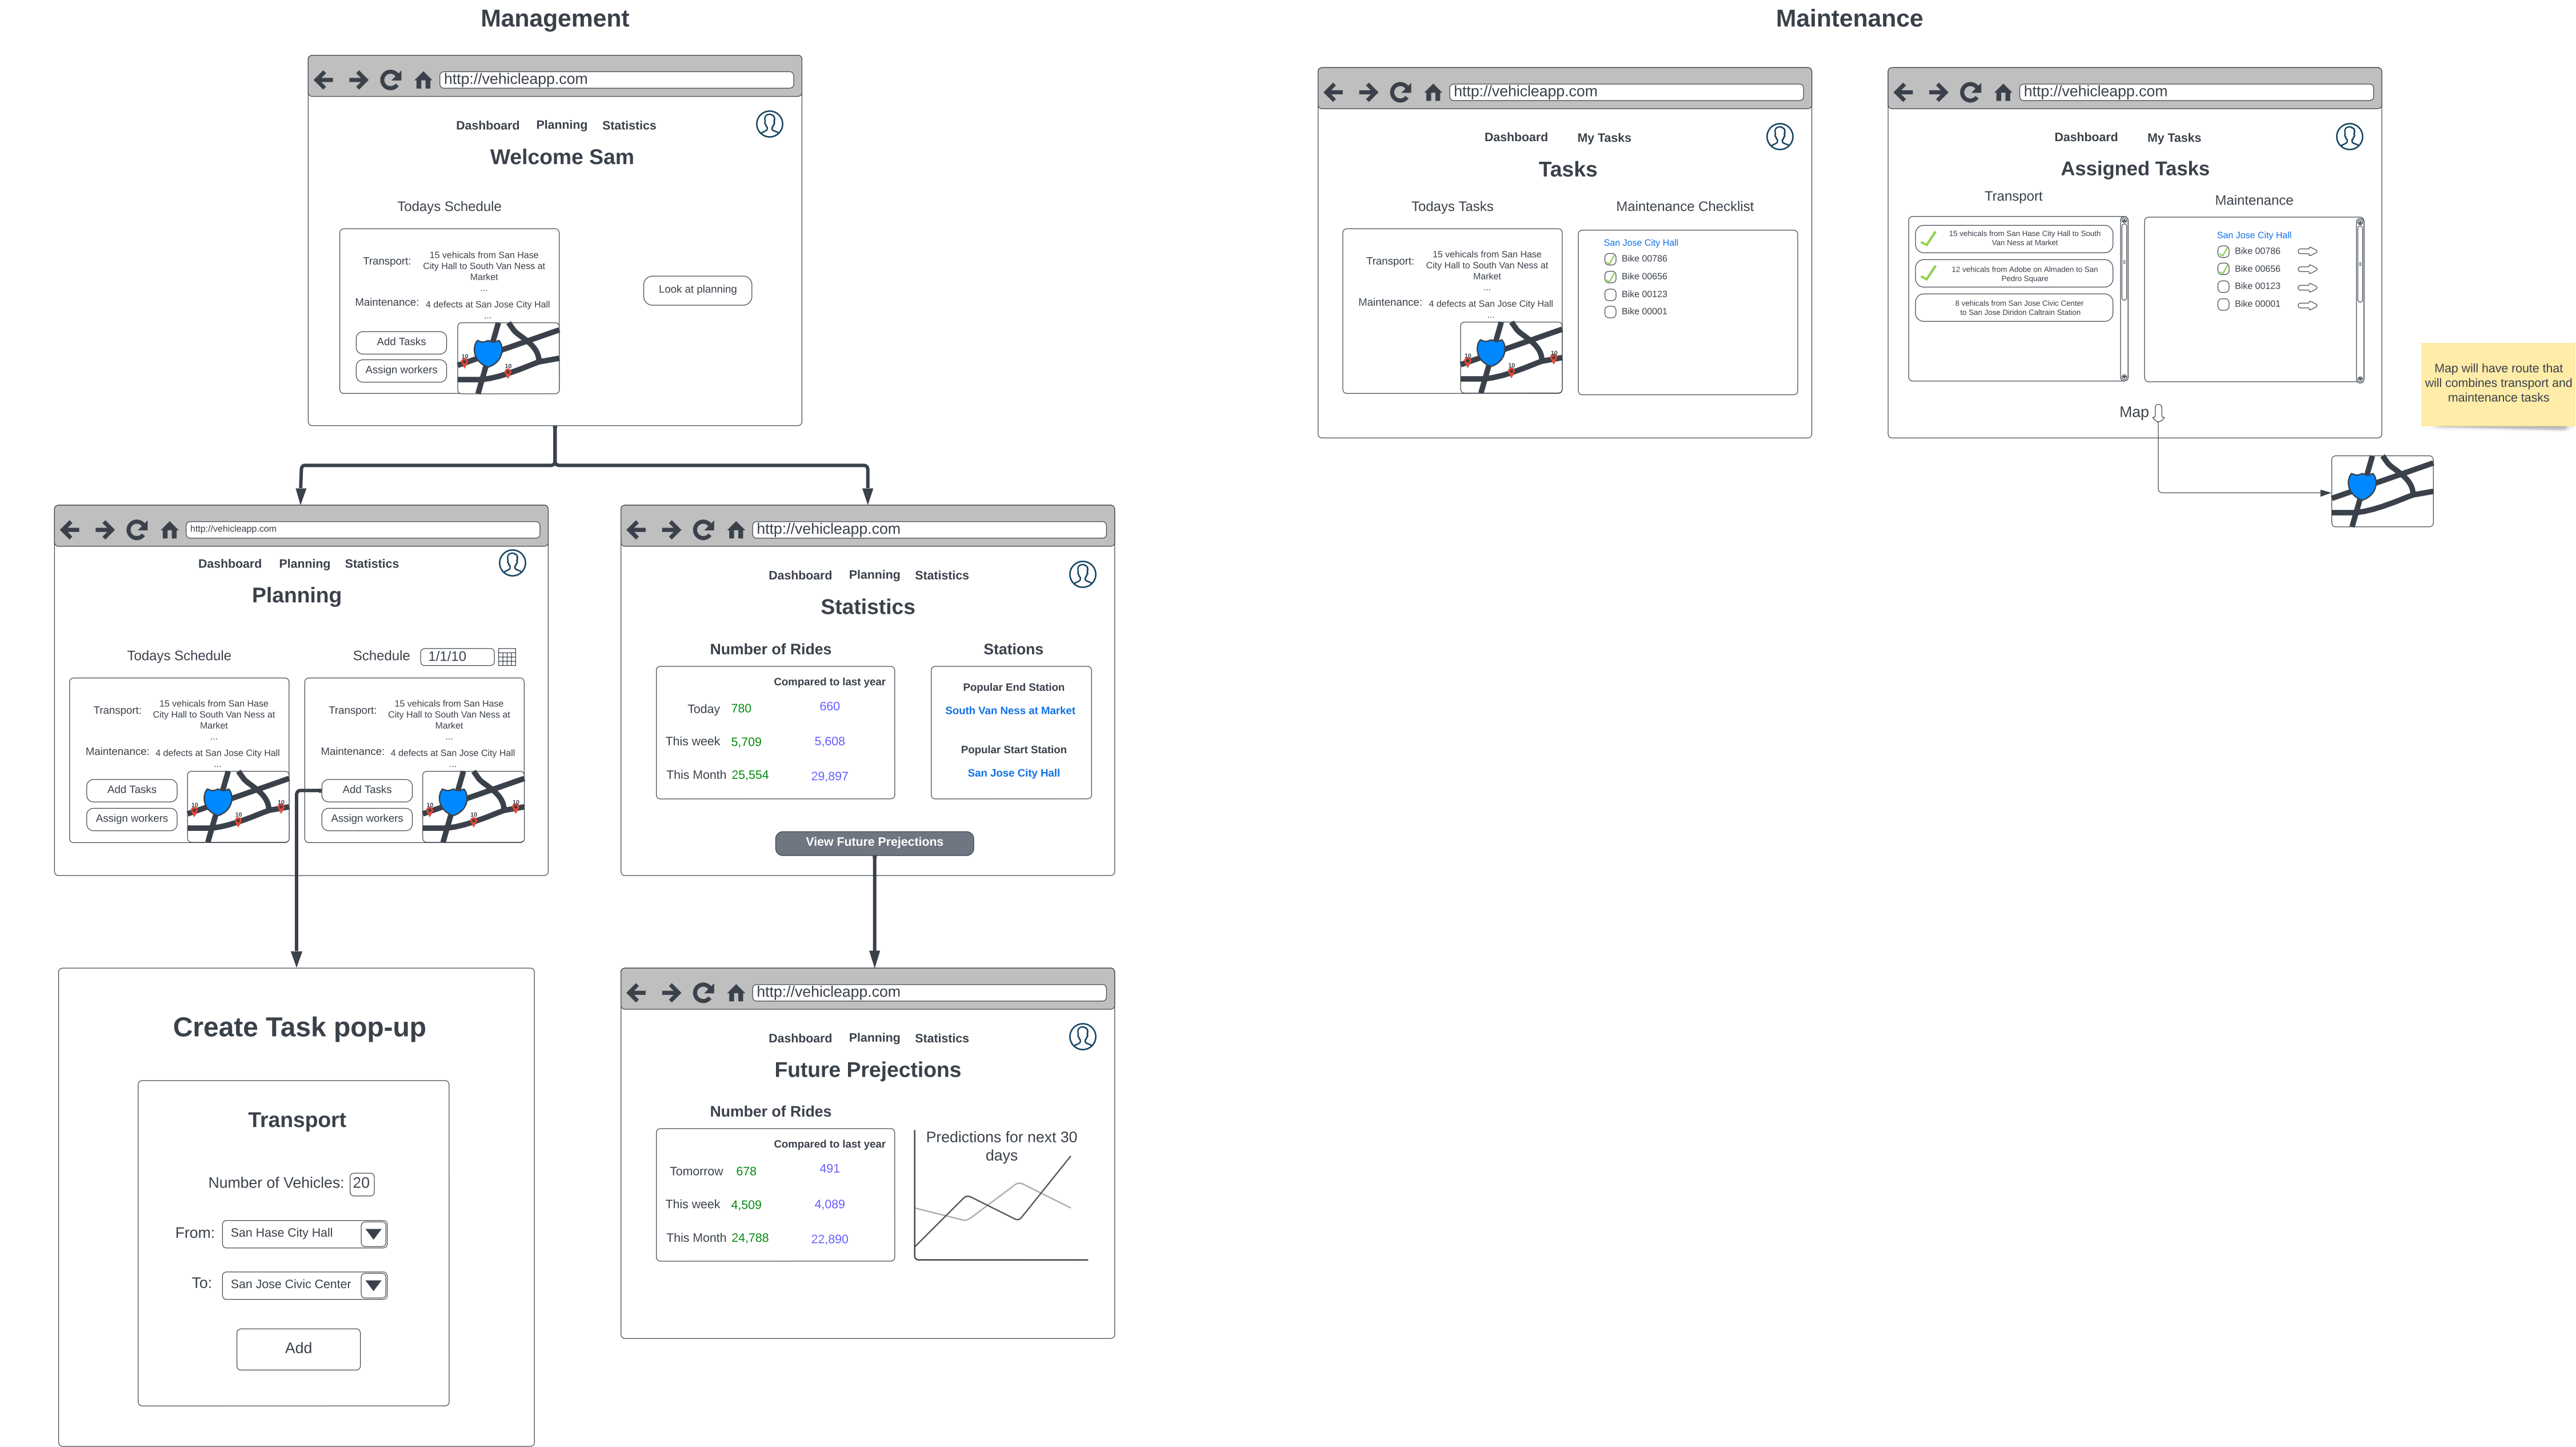 Management
http://vehicleapp.com
Dashboard Planning Statistics
Welcome Sam
Todays Schedule
Transport:
15 vehicals from San Hase
City Hall to South Van Ness at
Market
...
Maintenance:
4 defects at San Jose City Hall
...
Add Tasks
Assign workers
10
10
Look at planning
http://vehicleapp.com
Dashboard Planning Statistics
Planning
Todays Schedule
Transport:
15 vehicals from San Hase
City Hall to South Van Ness at
Market
...
Maintenance:
4 defects at San Jose City Hall
...
Add Tasks
Assign workers
10
10
10
Schedule 1/1/10
Transport:
15 vehicals from San Hase
City Hall to South Van Ness at
Market
...
Maintenance:
4 defects at San Jose City Hall
...
Add Tasks
Assign workers
10
10
10
http://vehicleapp.com
Dashboard Planning Statistics
Statistics
Number of Rides
Compared to last year
Today 780 660
This week 5,709 5,608
This Month 25,554 29,897
Stations
Popular End Station
South Van Ness at Market
Popular Start Station
San Jose City Hall
View Future Prejections
Create Task pop-up
Transport
Number of Vehicles: 20
From: San Hase City Hall
To: San Jose Civic Center
Add
http://vehicleapp.com
Dashboard Planning Statistics
Future Prejections
Number of Rides
Compared to last year
Tomorrow 678 491
This week 4,509 4,089
This Month 24,788 22,890
Predictions for next 30
days
Maintenance
http://vehicleapp.com
Dashboard My Tasks
Tasks
Todays Tasks
Transport:
15 vehicals from San Hase
City Hall to South Van Ness at
Market
...
Maintenance:
4 defects at San Jose City Hall
...
10
10
10
Maintenance Checklist
San Jose City Hall
Bike 00786
Bike 00656
Bike 00123
Bike 00001
http://vehicleapp.com
Dashboard My Tasks
Assigned Tasks
Transport
15 vehicals from San Hase City Hall to South
Van Ness at Market
12 vehicals from Adobe on Almaden to San
Pedro Square
8 vehicals from San Jose Civic Center
to San Jose Diridon Caltrain Station
Maintenance
San Jose City Hall
Bike 00786
Bike 00656
Bike 00123
Bike 00001
Map
Map will have route that
will combines transport and
maintenance tasks